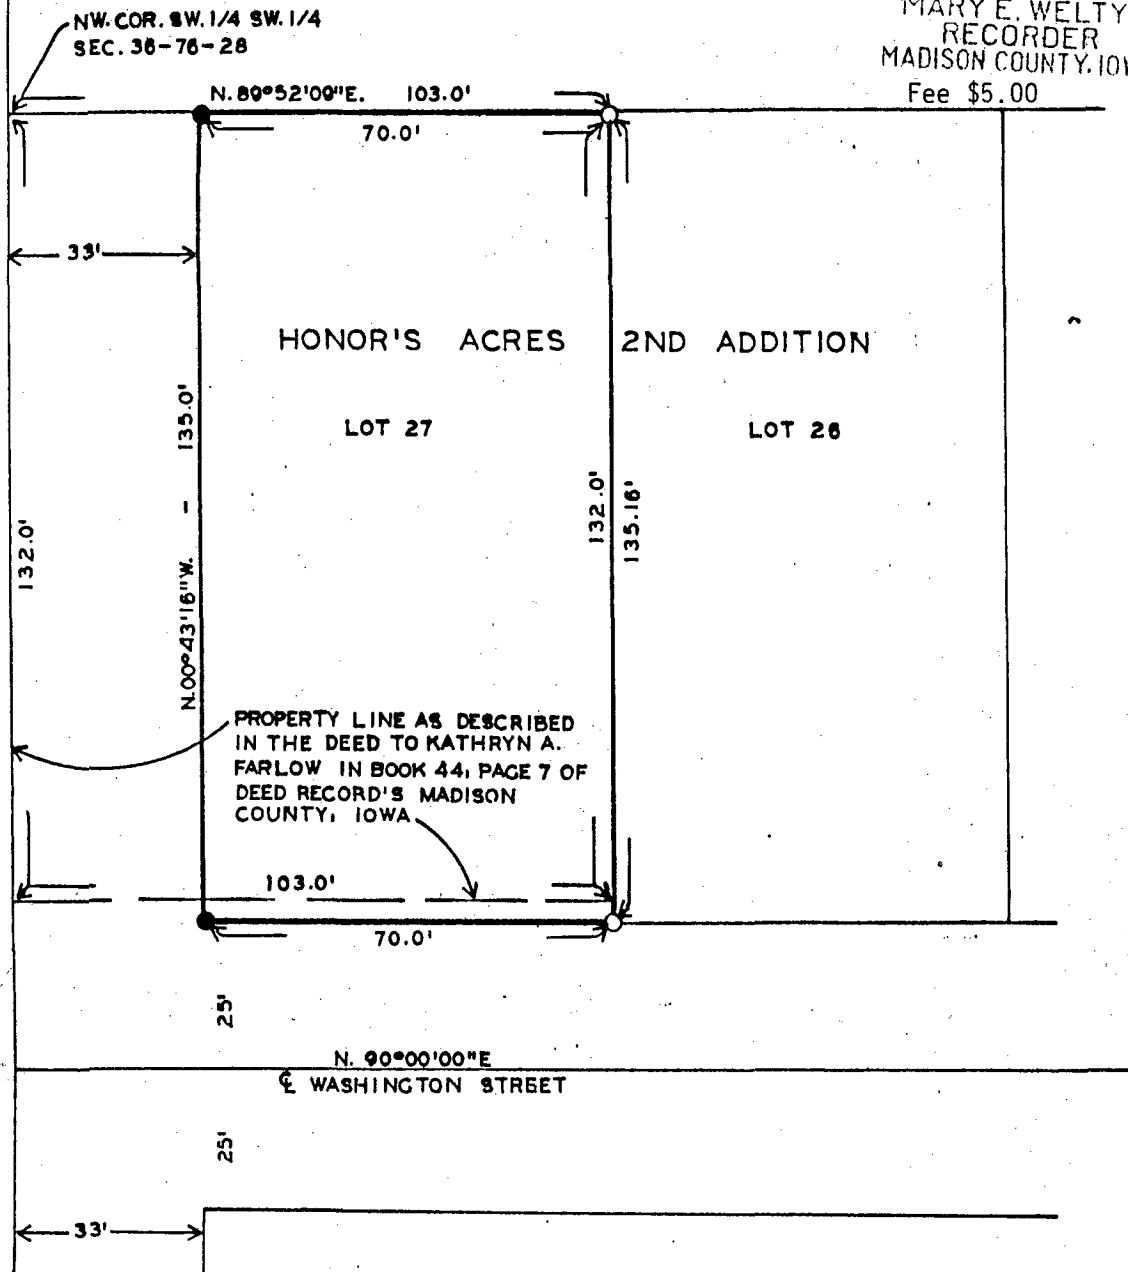 NW. COR. SW. 1/4 SW. 1/4
SEC. 36-76-28
MARY E. WELTY
RECORDER
MADISON COUNTY, IOW
Fee $5.00
N. 89°52'09"E. 103.0'
70.0'
33'
HONOR'S ACRES 2ND ADDITION
LOT 27
LOT 26
N.00°43'16"W. - 135.0'
132.0'
132.0'
135.16'
PROPERTY LINE AS DESCRIBED
IN THE DEED TO KATHRYN A.
FARLOW IN BOOK 44, PAGE 7 OF
DEED RECORD'S MADISON
COUNTY, IOWA
103.0'
70.0'
25'
N. 90°00'00"E
℄ WASHINGTON STREET
25'
33'